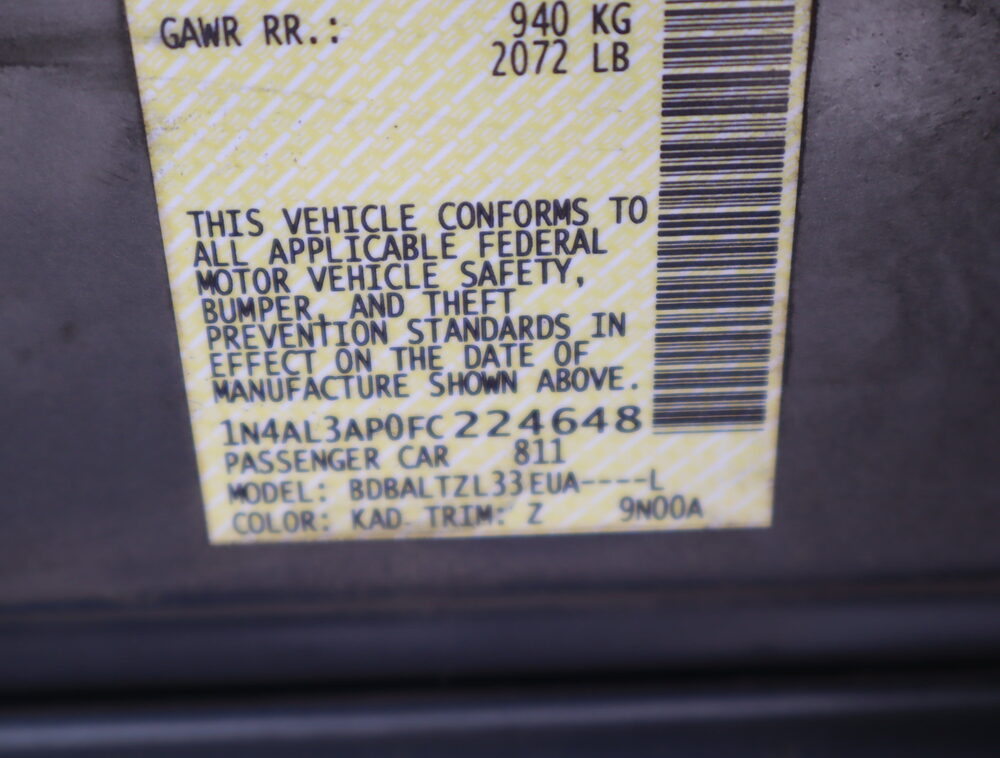 GAWR RR.: 940 KG
2072 LB
THIS VEHICLE CONFORMS TO
ALL APPLICABLE FEDERAL
MOTOR VEHICLE SAFETY,
BUMPER, AND THEFT
PREVENTION STANDARDS IN
EFFECT ON THE DATE OF
MANUFACTURE SHOWN ABOVE.
1N4AL3AP0FC224648
PASSENGER CAR 811
MODEL: BDBALTZL33EUA----L
COLOR: KAD TRIM: Z 9N00A